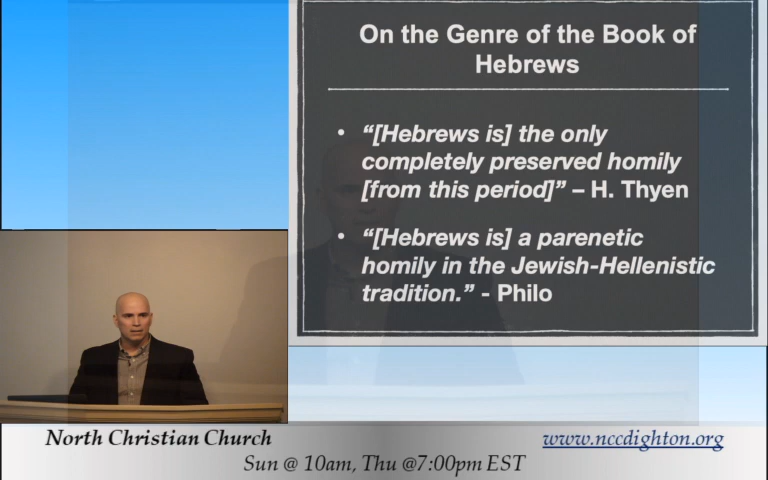 On the Genre of the Book of
Hebrews
• “[Hebrews is] the only
completely preserved homily
[from this period]” – H. Thyen
• “[Hebrews is] a parenetic
homily in the Jewish-Hellenistic
tradition.” - Philo
North Christian Church
www.nccdighton.org
Sun @ 10am, Thu @7:00pm EST